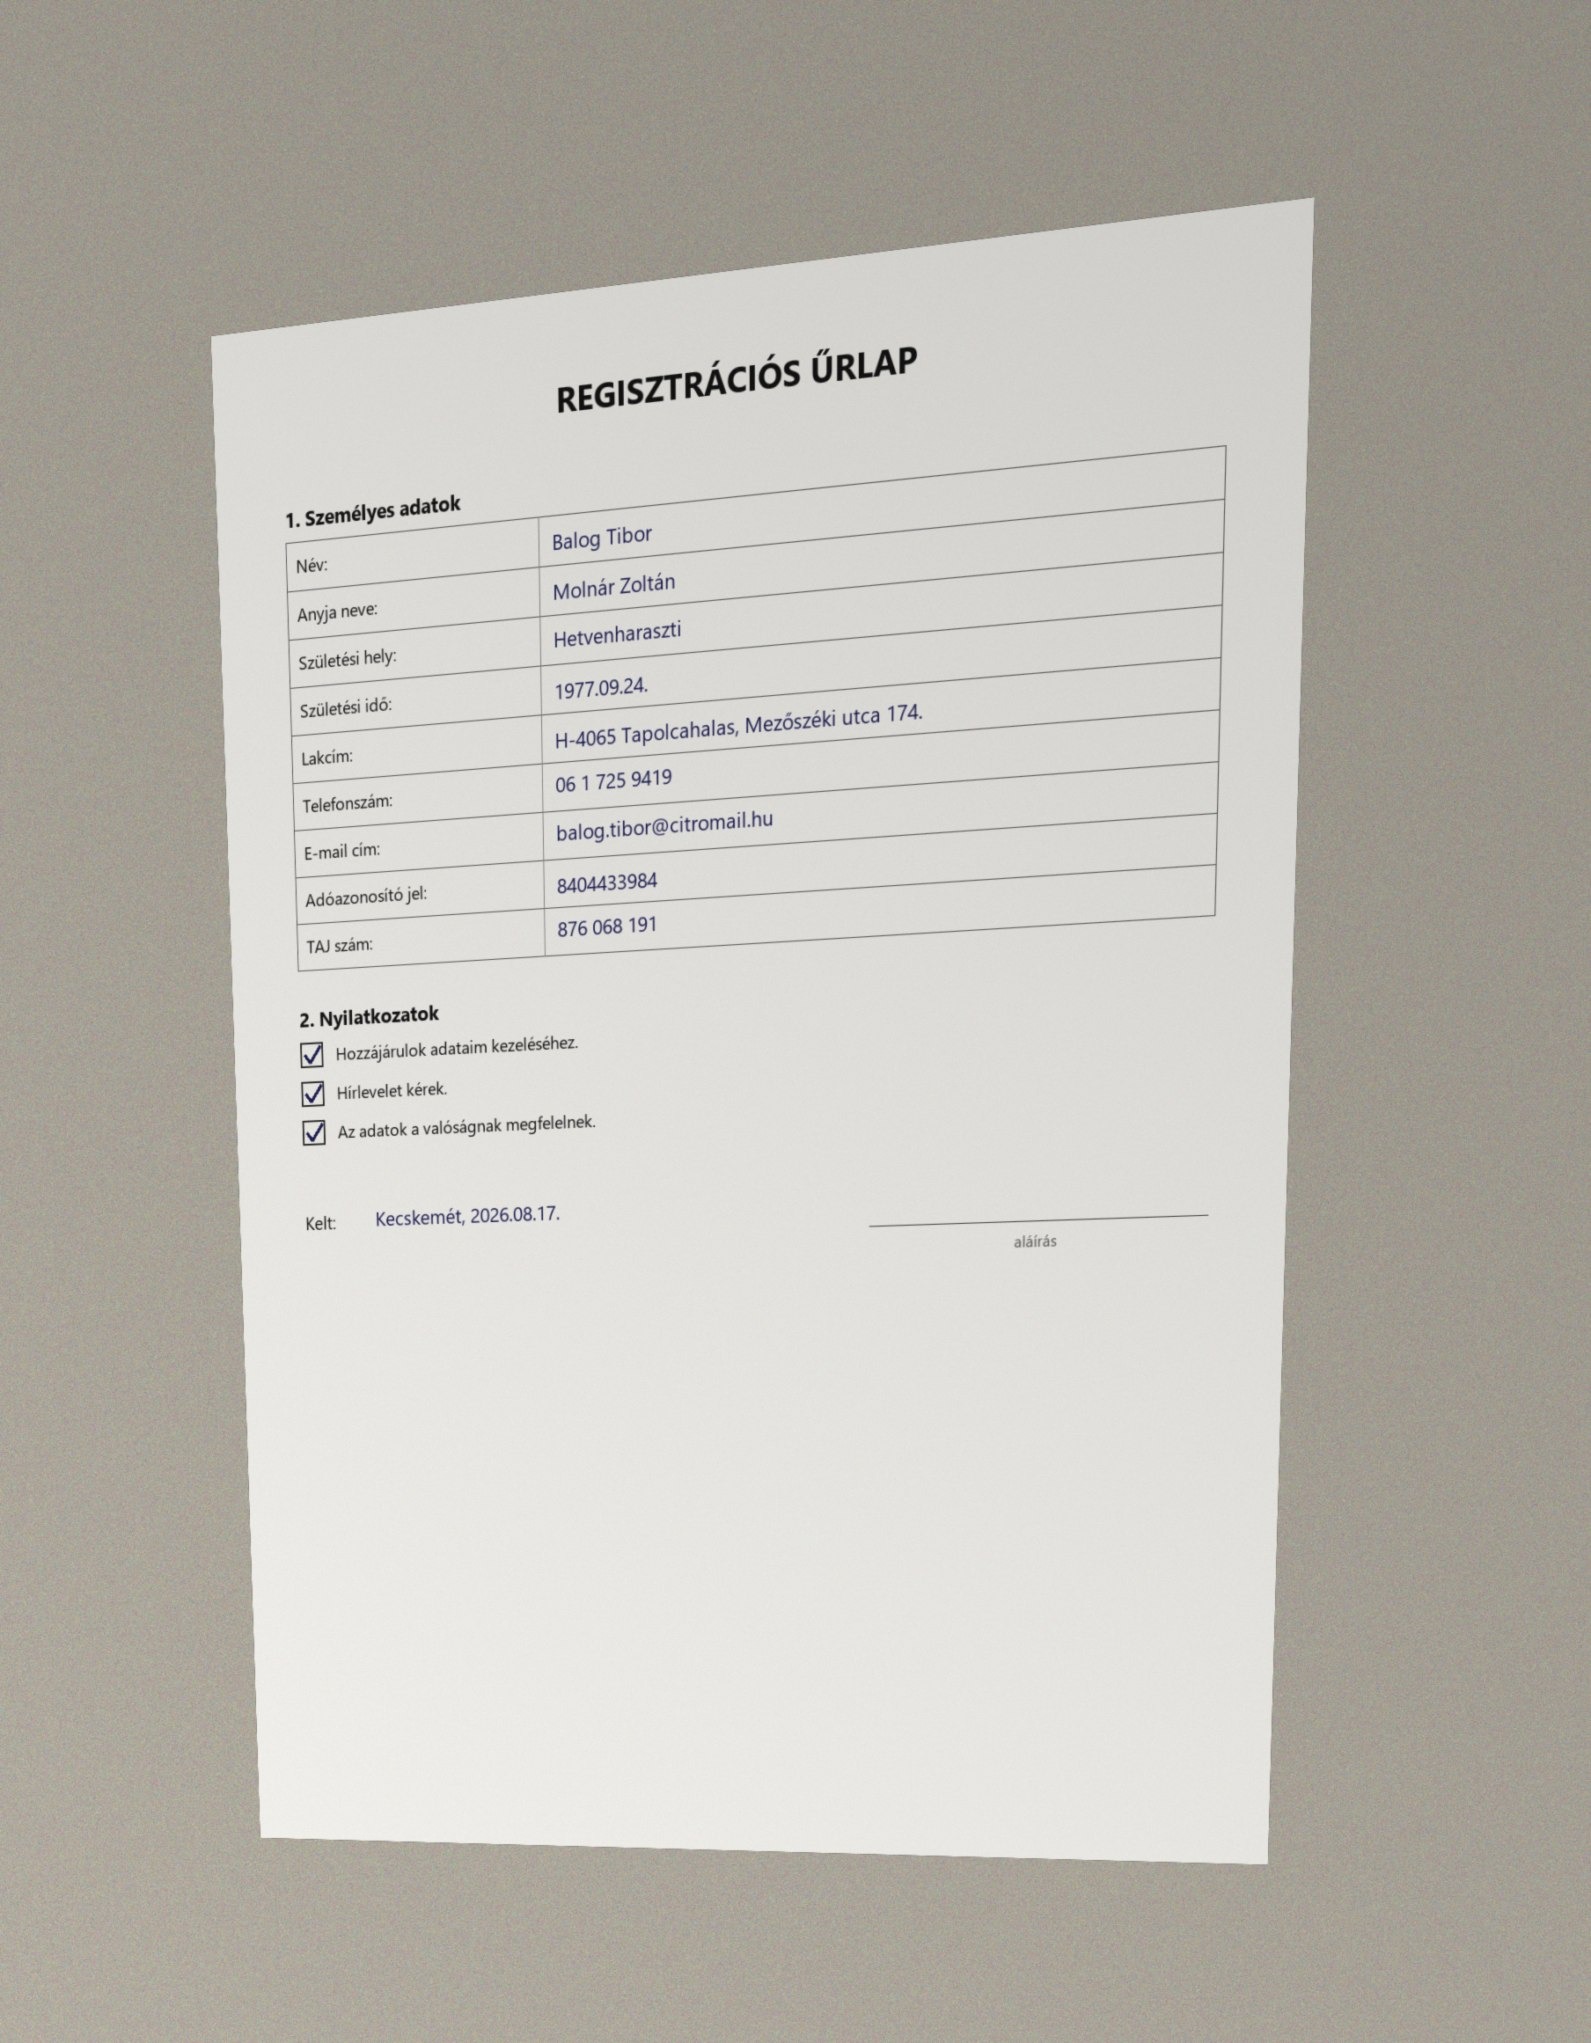 REGISZTRÁCIÓS ŰRLAP
1. Személyes adatok
Név: Balog Tibor
Anyja neve: Molnár Zoltán
Születési hely: Hetvenharaszti
Születési idő: 1977.09.24.
Lakcím: H-4065 Tapolcahalas, Mezőszéki utca 174.
Telefonszám: 06 1 725 9419
E-mail cím: balog.tibor@citromail.hu
Adóazonosító jel: 8404433984
TAJ szám: 876 068 191
2. Nyilatkozatok
Hozzájárulok adataim kezeléséhez.
Hírlevelet kérek.
Az adatok a valóságnak megfelelnek.
Kelt: Kecskemét, 2026.08.17.
aláírás